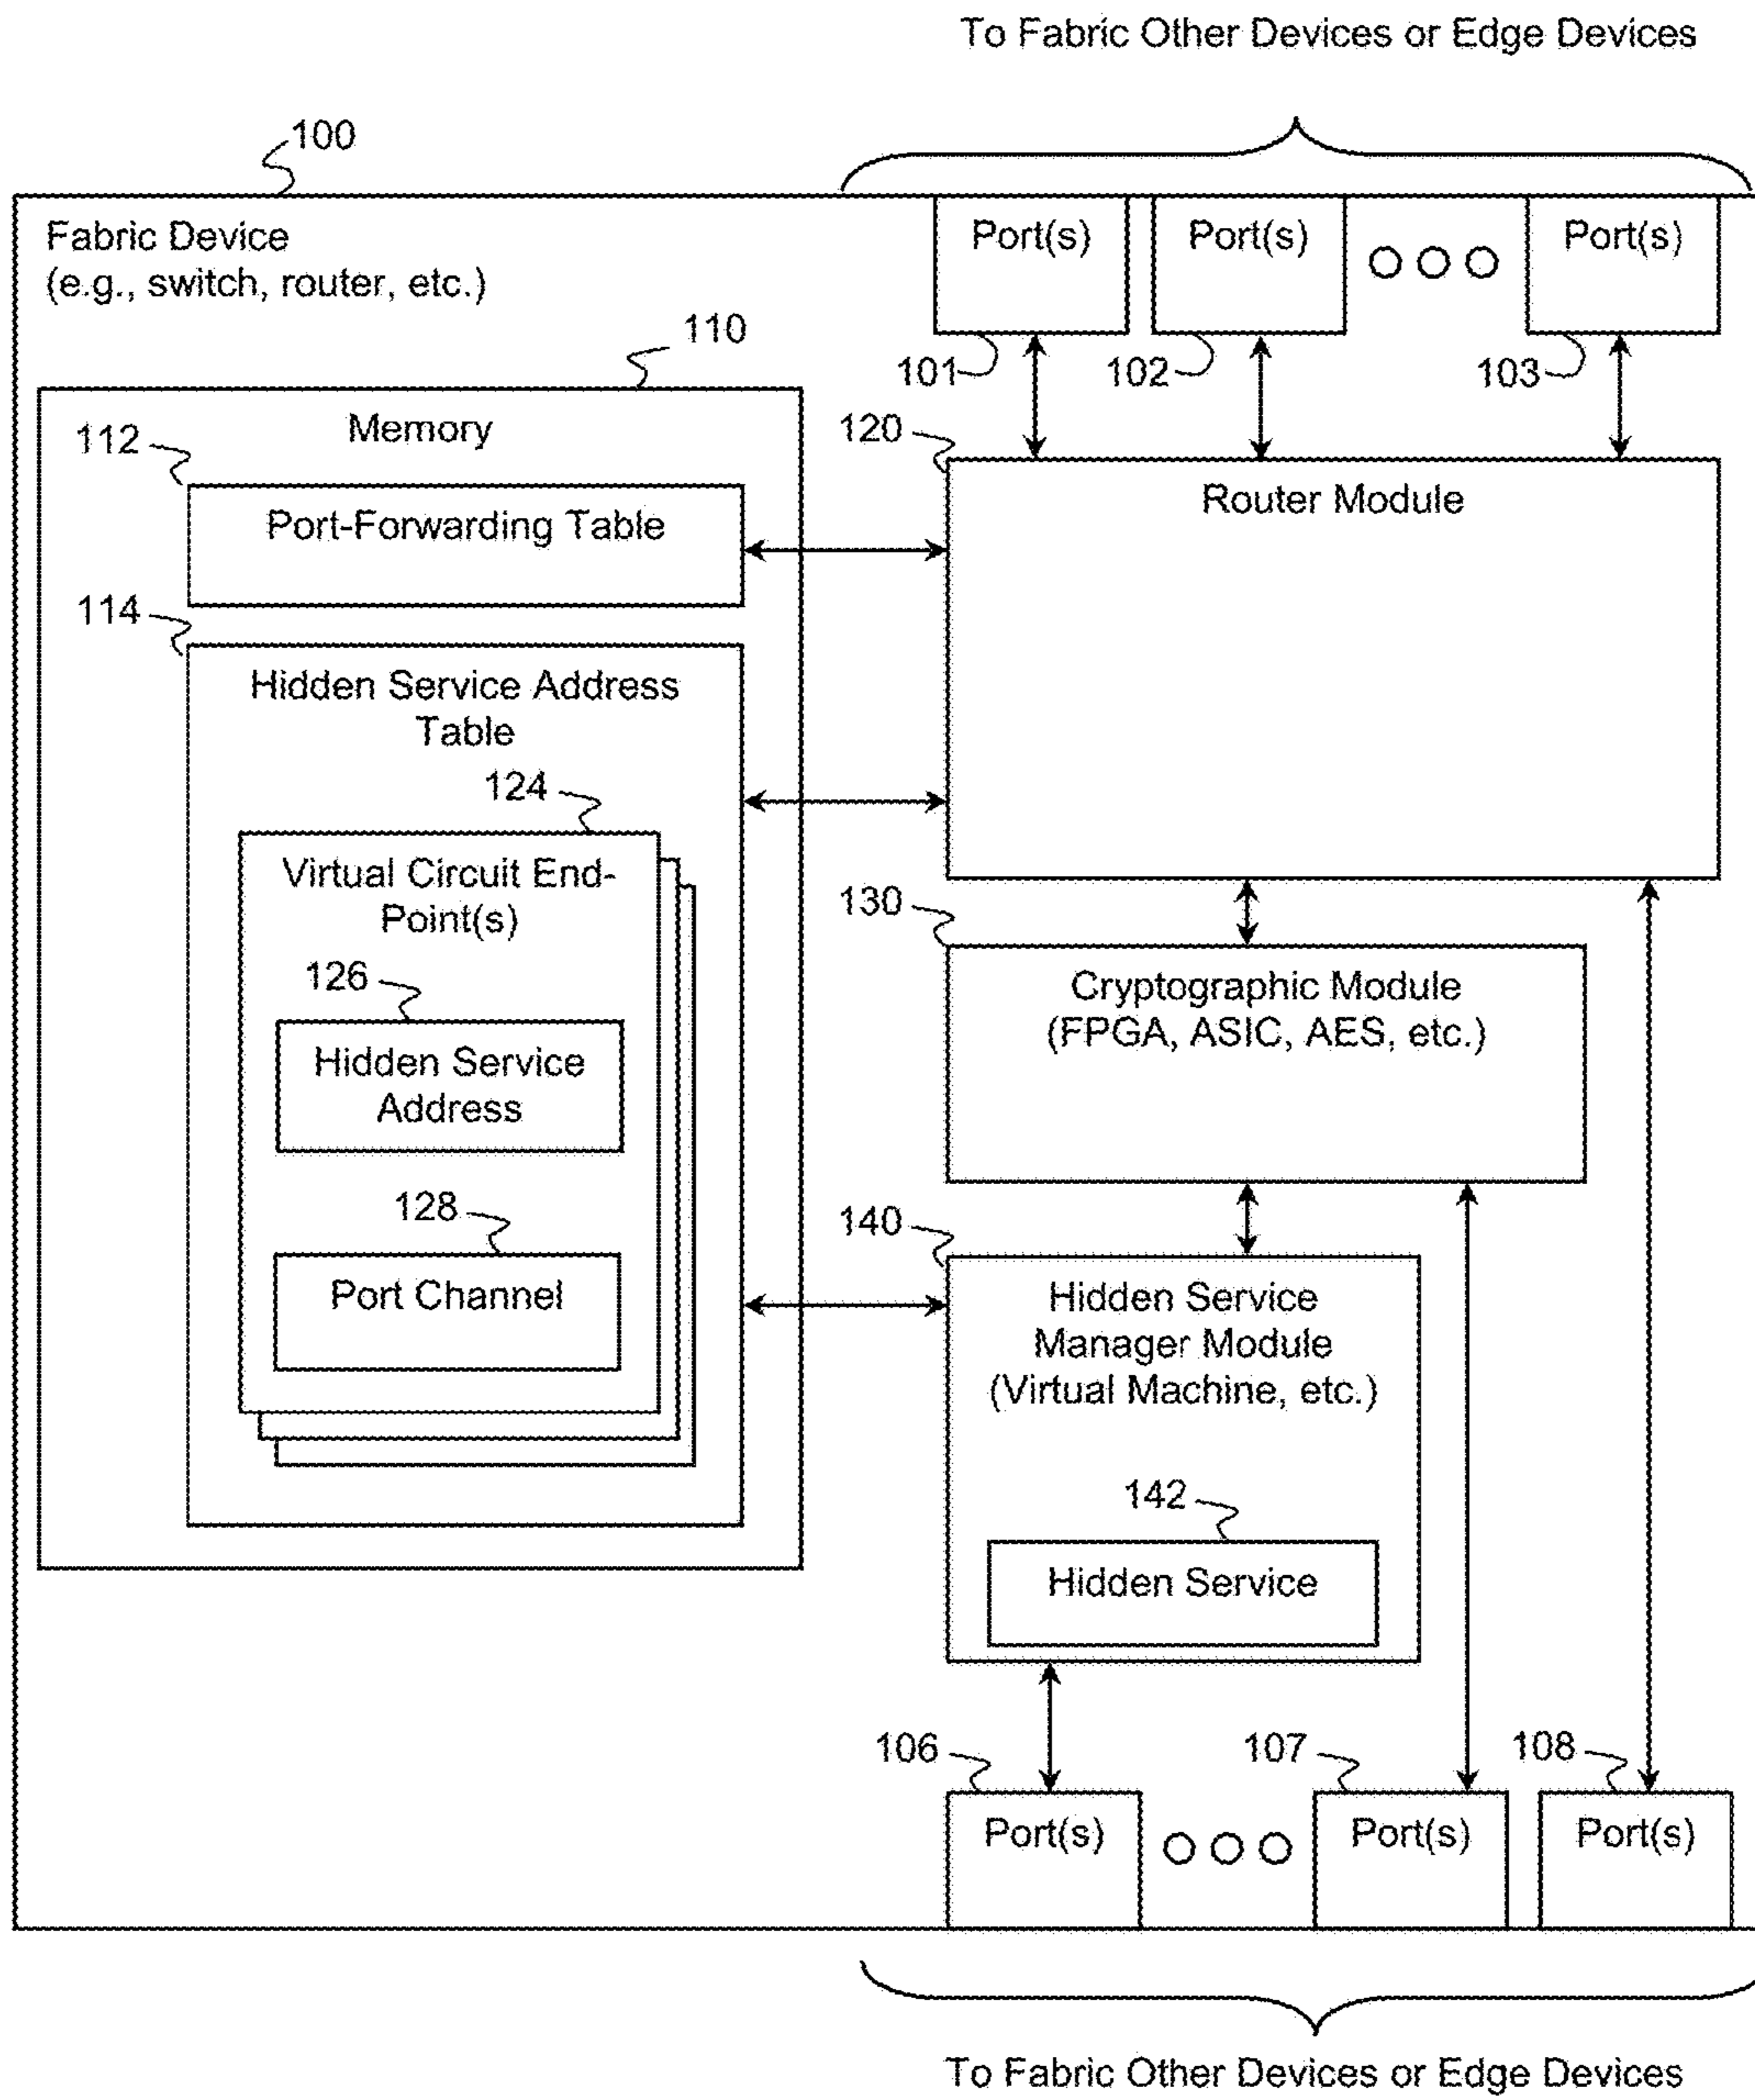 To Fabric Other Devices or Edge Devices
100
Fabric Device
(e.g., switch, router, etc.)
Port(s)
Port(s)
Port(s)
101
102
103
110
Memory
112
Port-Forwarding Table
114
Hidden Service Address
Table
124
Virtual Circuit End-
Point(s)
126
Hidden Service
Address
128
Port Channel
120
Router Module
130
Cryptographic Module
(FPGA, ASIC, AES, etc.)
140
Hidden Service
Manager Module
(Virtual Machine, etc.)
142
Hidden Service
106
107
108
Port(s)
Port(s)
Port(s)
To Fabric Other Devices or Edge Devices